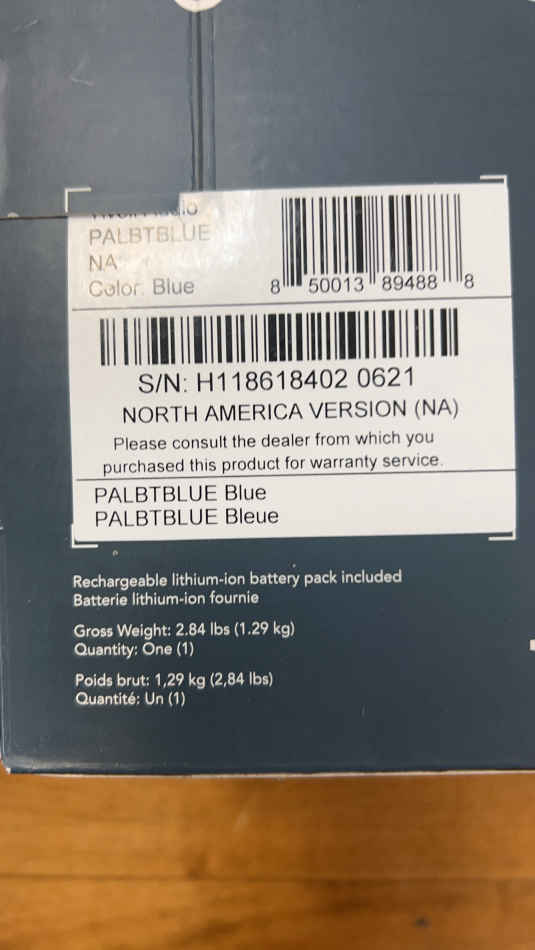 PALBTBLUE
NA
Color: Blue
8 50013 89488 8
S/N: H118618402 0621
NORTH AMERICA VERSION (NA)
Please consult the dealer from which you
purchased this product for warranty service.
PALBTBLUE Blue
PALBTBLUE Bleue
Rechargeable lithium-ion battery pack included
Batterie lithium-ion fournie
Gross Weight: 2.84 lbs (1.29 kg)
Quantity: One (1)
Poids brut: 1,29 kg (2,84 lbs)
Quantité: Un (1)